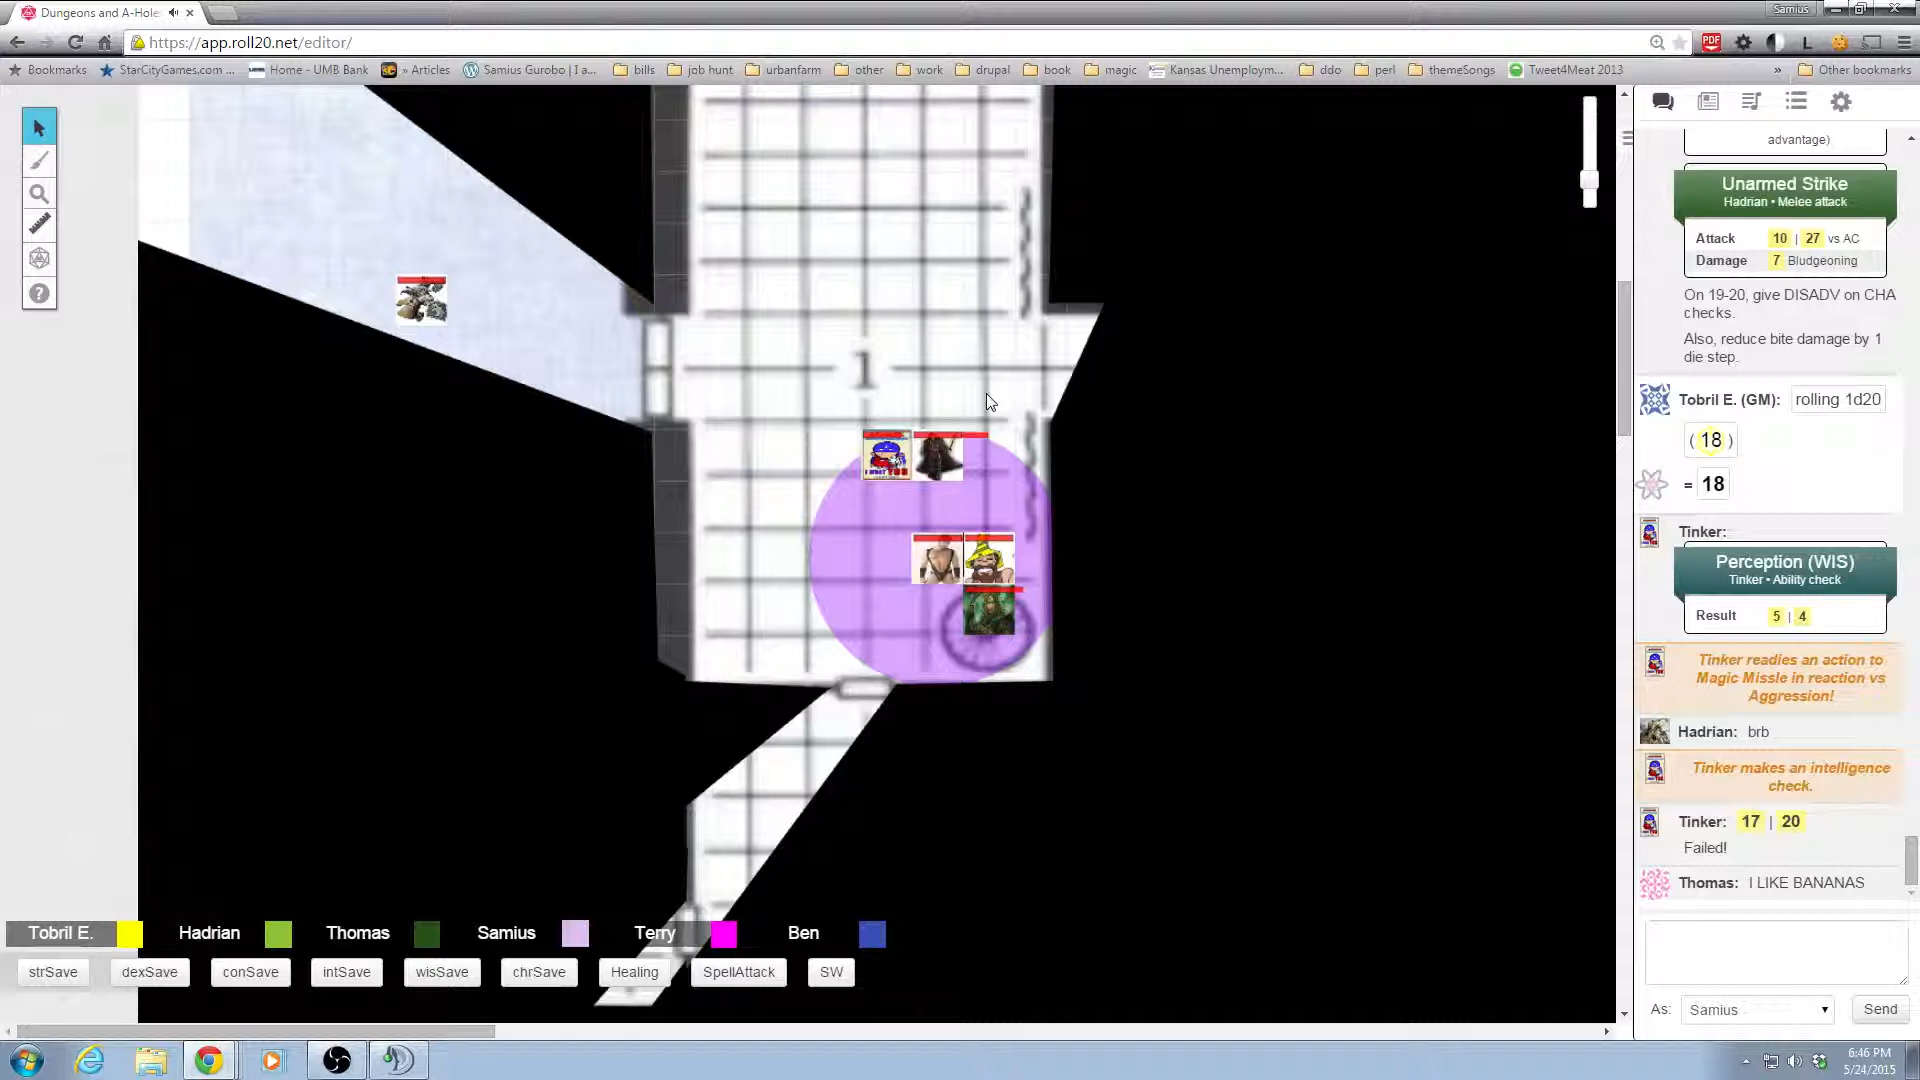 Dungeons and A-Hole
Samius
https://app.roll20.net/editor/
PDF
L
Bookmarks
StarCityGames.com ...
Home - UMB Bank
» Articles
Samius Gurobo | I a...
bills
job hunt
urbanfarm
other
work
drupal
book
magic
Kansas Unemploym...
ddo
perl
themeSongs
Tweet4Meat 2013
»
Other bookmarks
advantage)
Unarmed Strike
Hadrian • Melee attack
Attack 10 | 27 vs AC
Damage 7 Bludgeoning
On 19-20, give DISADV on CHA
checks.
Also, reduce bite damage by 1
die step.
Tobril E. (GM): rolling 1d20
(18)
= 18
Tinker:
Perception (WIS)
Tinker • Ability check
Result 5 | 4
Tinker readies an action to
Magic Missle in reaction vs
Aggression!
Hadrian: brb
Tinker makes an intelligence
check.
Tinker: 17 | 20
Failed!
Thomas: I LIKE BANANAS
1
Tobril E.
Hadrian
Thomas
Samius
Terry
Ben
strSave
dexSave
conSave
intSave
wisSave
chrSave
Healing
SpellAttack
SW
As: Samius
Send
6:46 PM
5/24/2015